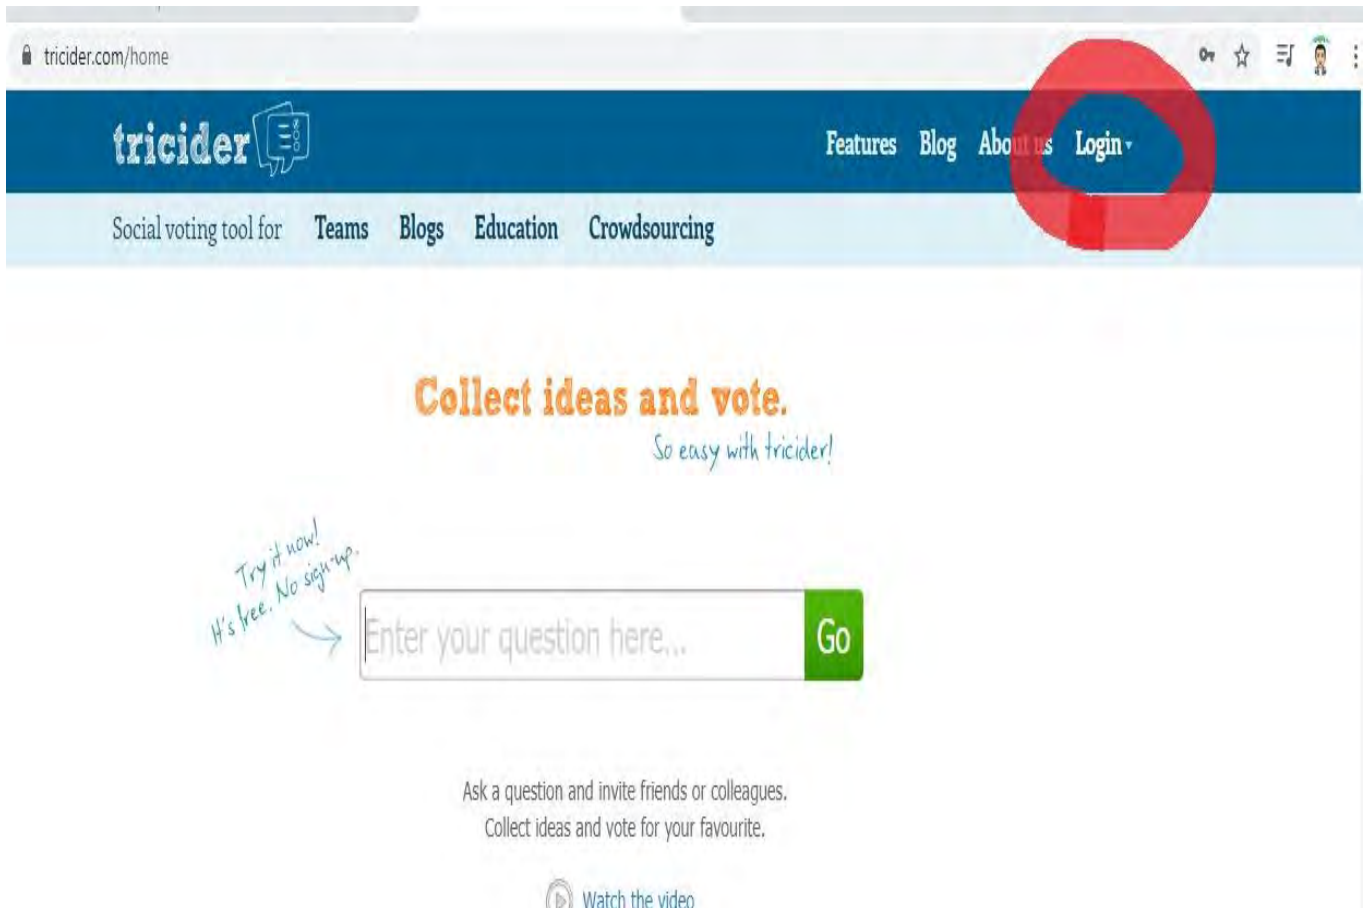 tricider.com/home
tricider
Features Blog About us Login
Social voting tool for Teams Blogs Education Crowdsourcing
Collect ideas and vote.
So easy with tricider!
Try it now!
It's free. No sign-up.
Enter your question here...
Go
Ask a question and invite friends or colleagues.
Collect ideas and vote for your favourite.
Watch the video